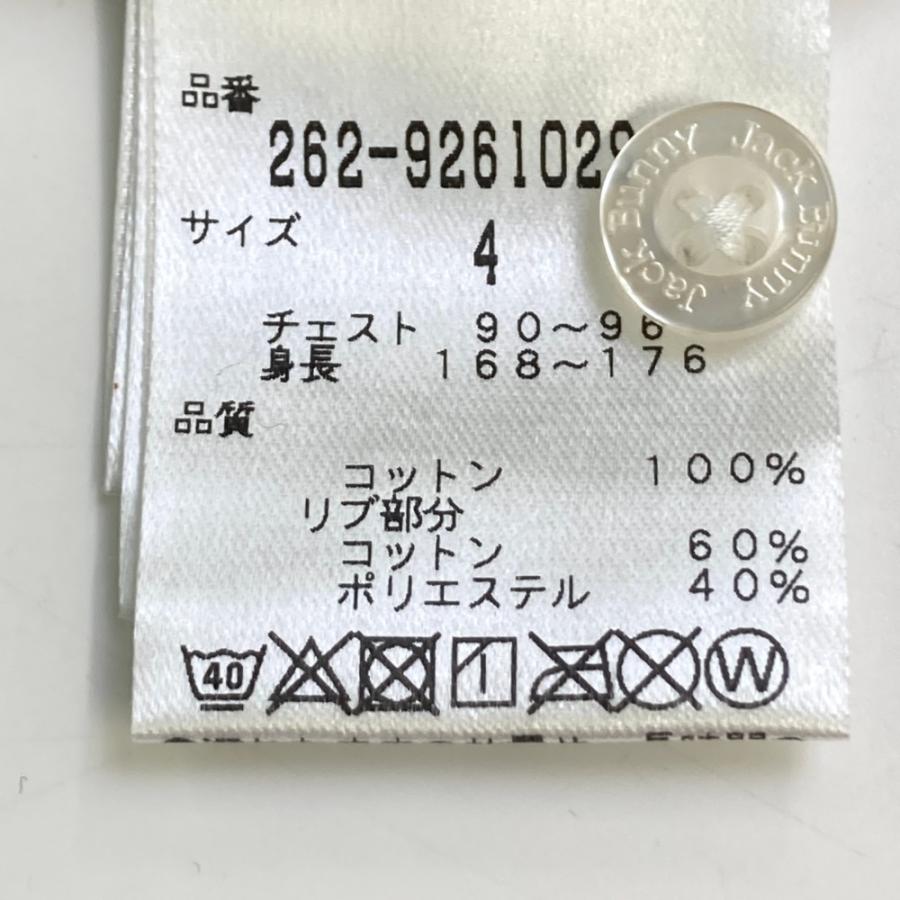 品番
262-9261029
サイズ
4
チェスト 90～96
身長 168～176
品質
コットン 100%
リブ部分
コットン 60%
ポリエステル 40%
40
W
Jack Bunny Jack Bunny